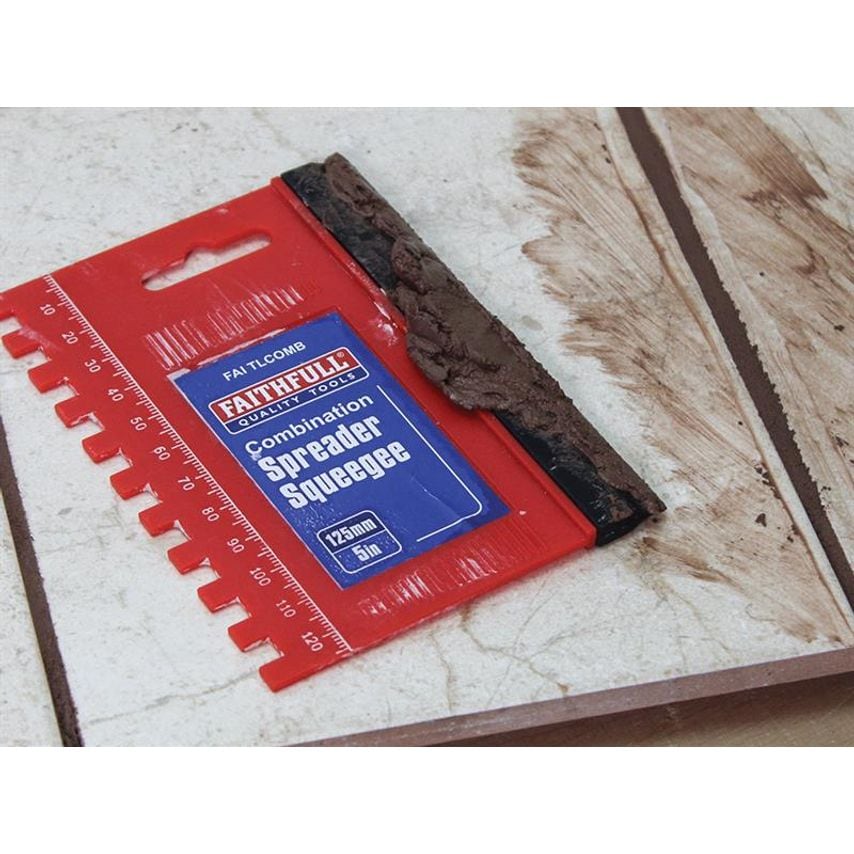 FAI TLCOMB
FAITHFULL®
QUALITY TOOLS
Combination
Spreader
Squeegee
125mm
5in
10 20 30 40 50 60 70 80 90 100 110 120